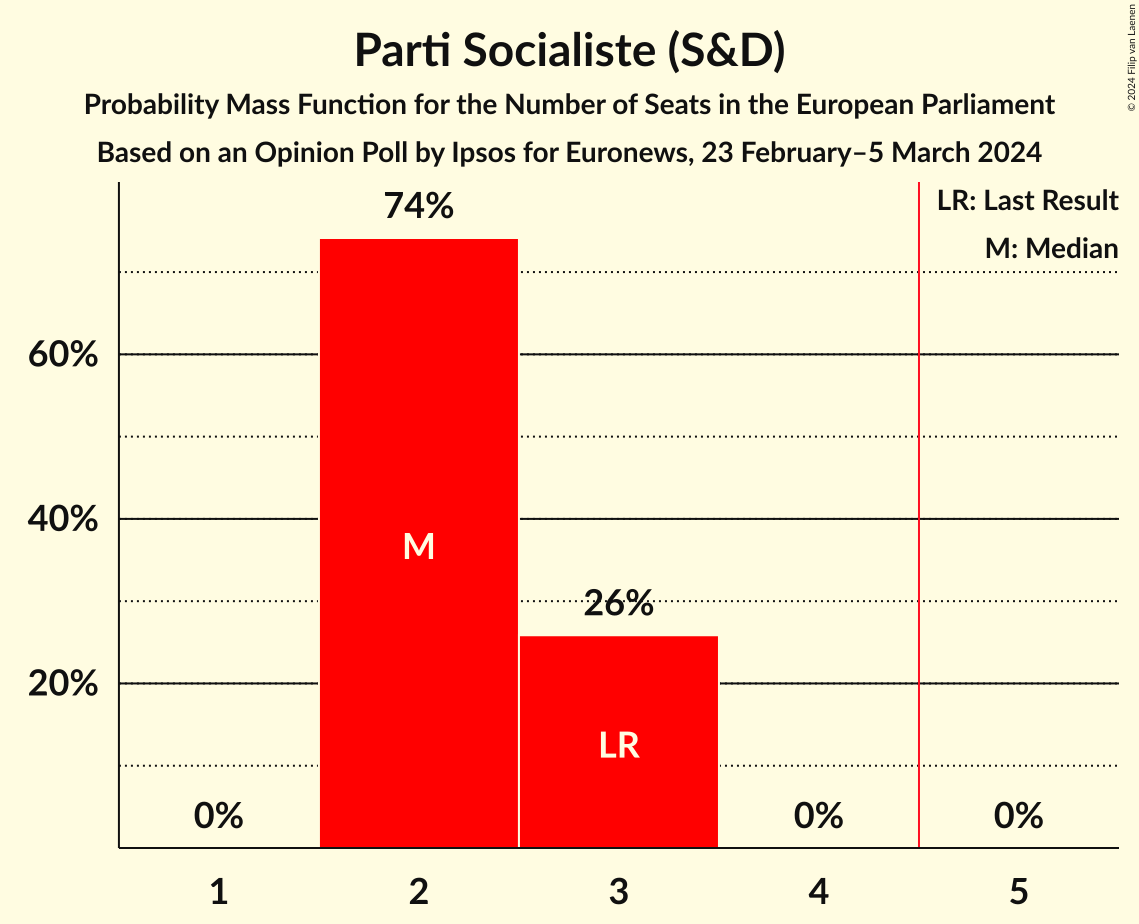 Parti Socialiste (S&D)
Probability Mass Function for the Number of Seats in the European Parliament
Based on an Opinion Poll by Ipsos for Euronews, 23 February–5 March 2024
© 2024 Filip van Laenen
LR: Last Result
M: Median
74%
60%
40%
M
26%
20%
LR
0%
0%
0%
1
2
3
4
5